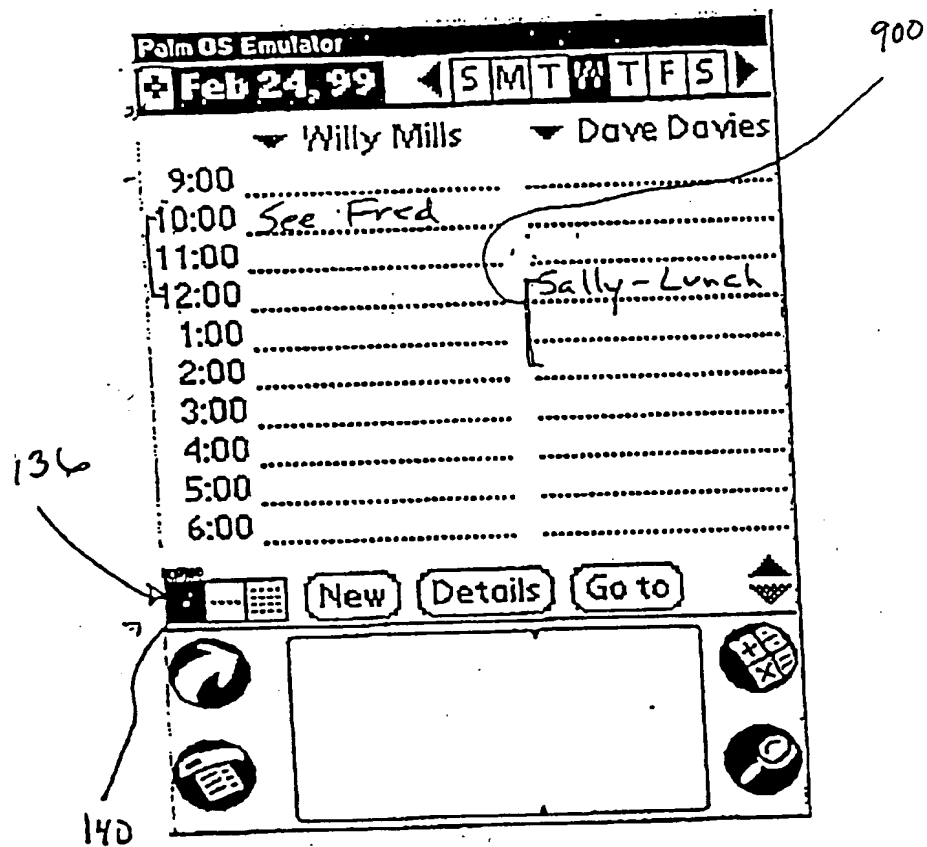 900
Palm OS Emulator
Feb 24, 99 S M T W T F S
Willy Mills Dave Davies
9:00
10:00 See Fred
11:00
12:00 Sally-Lunch
1:00
2:00
3:00
4:00
5:00
6:00
136
New Details Go to
140